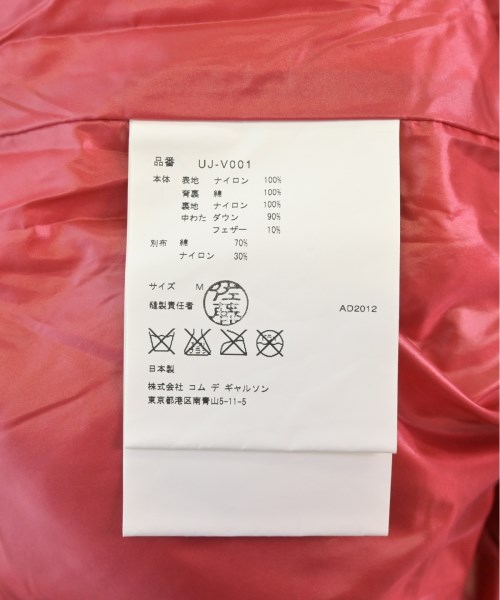 品番 UJ-V001
本体 表地 ナイロン 100%
背裏 綿 100%
裏地 ナイロン 100%
中わた ダウン 90%
フェザー 10%
別布 綿 70%
ナイロン 30%
サイズ M
縫製責任者 佐藤
AD2012
日本製
株式会社 コム デ ギャルソン
東京都港区南青山5-11-5